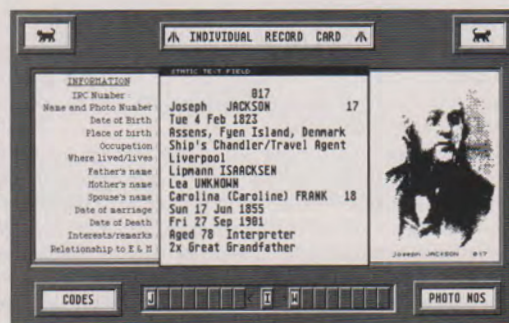 INDIVIDUAL RECORD CARD
INFORMATION
FIELD
IPC Number 017
Name and Photo Number Joseph JACKSON 17
Date of Birth Tue 4 Feb 1823
Place of birth Assens, Fyen Island, Denmark
Occupation Ship's Chandler/Travel Agent
Where lived/lives Liverpool
Father's name Lipmann ISAACKSEN
Mother's name Lea UNKNOWN
Spouse's name Carolina (Caroline) FRANK 18
Date of marriage Sun 17 Jun 1855
Date of Death Fri 27 Sep 1901
Interests/remarks Aged 78 Interpreter
Relationship to E & M 2x Great Grandfather
Joseph JACKSON 017
CODES
J I W
PHOTO NOS